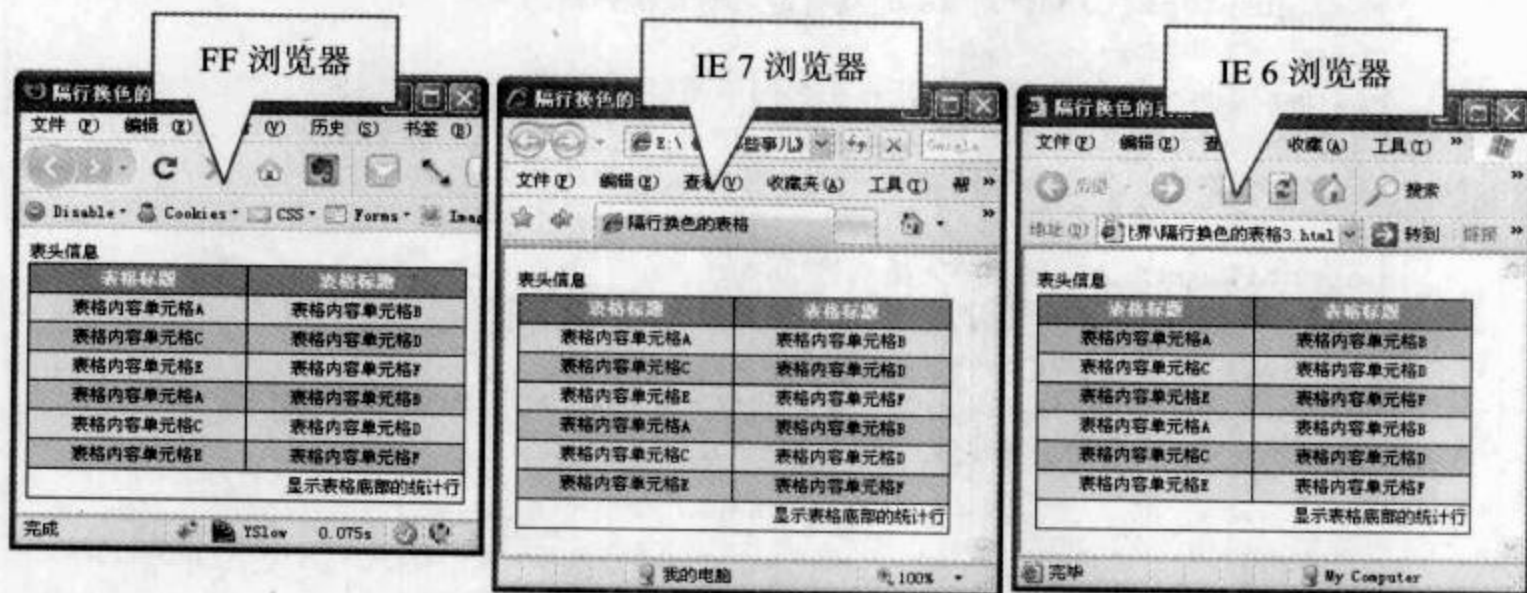 FF 浏览器
隔行换色的
文件 (F) 编辑 (E) (V) 历史 (S) 书签 (B)
Disable Cookies CSS Forms
表头信息
表格标题 表格标题
表格内容单元格A 表格内容单元格B
表格内容单元格C 表格内容单元格D
表格内容单元格E 表格内容单元格F
表格内容单元格A 表格内容单元格B
表格内容单元格C 表格内容单元格D
表格内容单元格E 表格内容单元格F
显示表格底部的统计行
完成 YSlow 0.075s
IE 7 浏览器
隔行换色的
E:\ 些事儿》
文件(F) 编辑(E) 查看(V) 收藏夹(A) 工具(T) 帮 »
隔行换色的表格 »
表头信息
表格标题 表格标题
表格内容单元格A 表格内容单元格B
表格内容单元格C 表格内容单元格D
表格内容单元格E 表格内容单元格F
表格内容单元格A 表格内容单元格B
表格内容单元格C 表格内容单元格D
表格内容单元格E 表格内容单元格F
显示表格底部的统计行
我的电脑 100%
IE 6 浏览器
隔行换色的表
文件(F) 编辑(E) 查 收藏(A) 工具(T) »
后退 搜索 »
地址(D) 界\隔行换色的表格3.html 转到 链接 »
表头信息
表格标题 表格标题
表格内容单元格A 表格内容单元格B
表格内容单元格C 表格内容单元格D
表格内容单元格E 表格内容单元格F
表格内容单元格A 表格内容单元格B
表格内容单元格C 表格内容单元格D
表格内容单元格E 表格内容单元格F
显示表格底部的统计行
完毕 My Computer